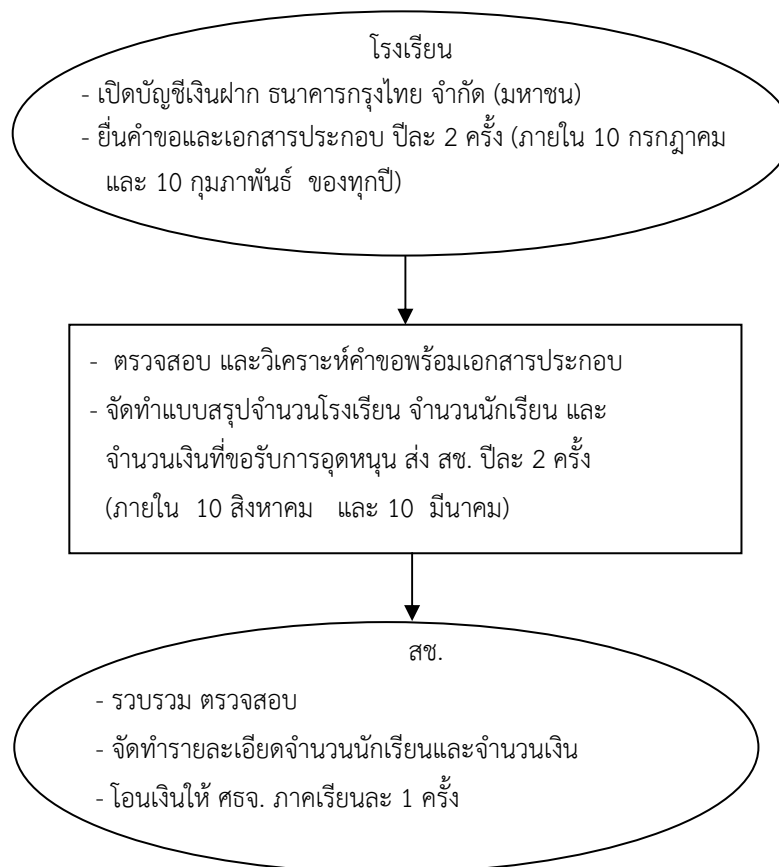 โรงเรียน
- เปิดบัญชีเงินฝาก ธนาคารกรุงไทย จำกัด (มหาชน)
- ยื่นคำขอและเอกสารประกอบ ปีละ 2 ครั้ง (ภายใน 10 กรกฎาคม
และ 10 กุมภาพันธ์ ของทุกปี)
- ตรวจสอบ และวิเคราะห์คำขอพร้อมเอกสารประกอบ
- จัดทำแบบสรุปจำนวนโรงเรียน จำนวนนักเรียน และ
จำนวนเงินที่ขอรับการอุดหนุน ส่ง สช. ปีละ 2 ครั้ง
(ภายใน 10 สิงหาคม และ 10 มีนาคม)
สช.
- รวบรวม ตรวจสอบ
- จัดทำรายละเอียดจำนวนนักเรียนและจำนวนเงิน
- โอนเงินให้ ศธจ. ภาคเรียนละ 1 ครั้ง